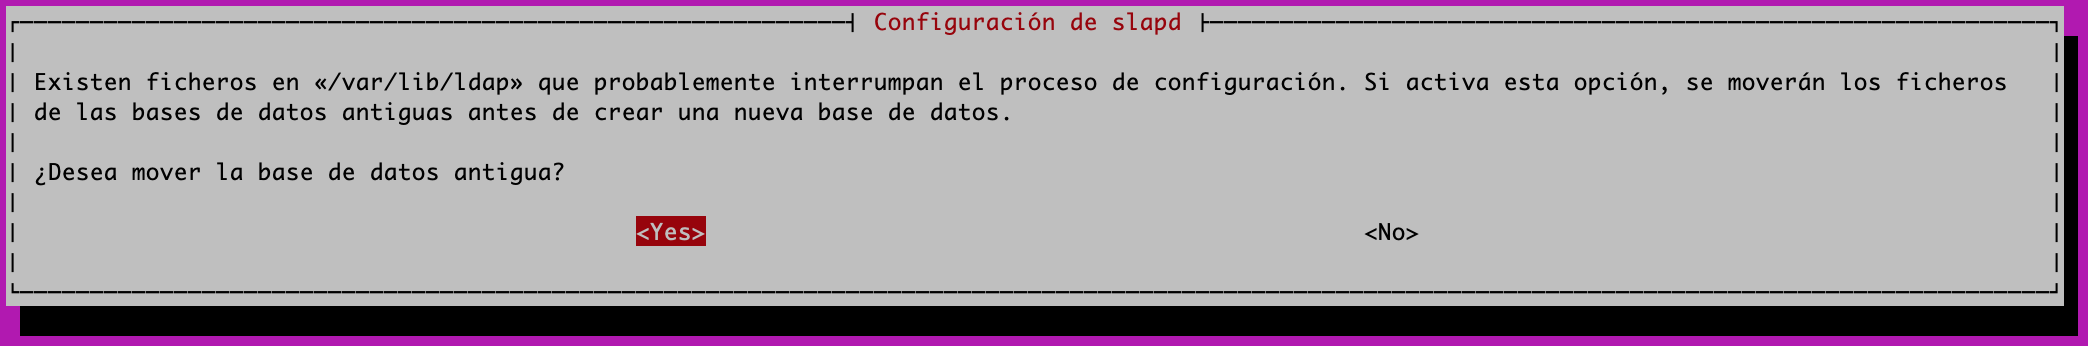 Configuración de slapd
Existen ficheros en «/var/lib/ldap» que probablemente interrumpan el proceso de configuración. Si activa esta opción, se moverán los ficheros
de las bases de datos antiguas antes de crear una nueva base de datos.
¿Desea mover la base de datos antigua?
<Yes> <No>